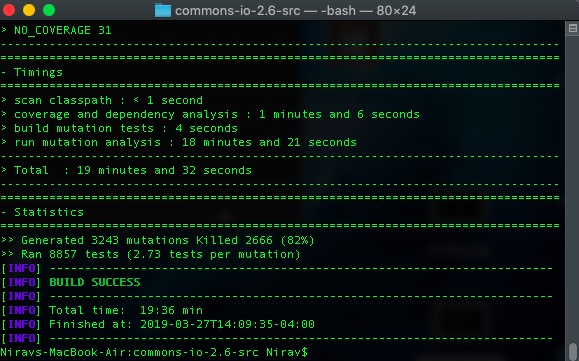 commons-io-2.6-src — -bash — 80×24
> NO_COVERAGE 31
--------------------------------------------------------------------------------
================================================================================
- Timings
================================================================================
> scan classpath : < 1 second
> coverage and dependency analysis : 1 minutes and 6 seconds
> build mutation tests : 4 seconds
> run mutation analysis : 18 minutes and 21 seconds
--------------------------------------------------------------------------------
> Total  : 19 minutes and 32 seconds
--------------------------------------------------------------------------------
================================================================================
- Statistics
================================================================================
>> Generated 3243 mutations Killed 2666 (82%)
>> Ran 8857 tests (2.73 tests per mutation)
[INFO] ------------------------------------------------------------------------
[INFO] BUILD SUCCESS
[INFO] ------------------------------------------------------------------------
[INFO] Total time:  19:36 min
[INFO] Finished at: 2019-03-27T14:09:35-04:00
[INFO] ------------------------------------------------------------------------
Niravs-MacBook-Air:commons-io-2.6-src Nirav$